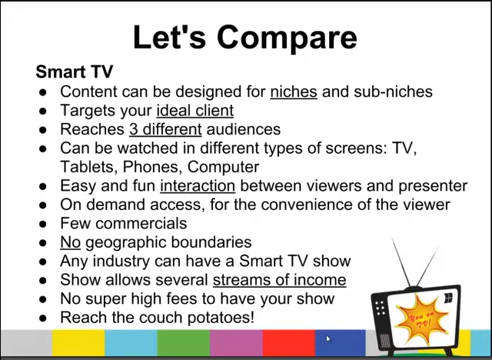 Let's Compare
Smart TV
● Content can be designed for niches and sub-niches
● Targets your ideal client
● Reaches 3 different audiences
● Can be watched in different types of screens: TV,
Tablets, Phones, Computer
● Easy and fun interaction between viewers and presenter
● On demand access, for the convenience of the viewer
● Few commercials
● No geographic boundaries
● Any industry can have a Smart TV show
● Show allows several streams of income
● No super high fees to have your show
● Reach the couch potatoes!
You on
TV!